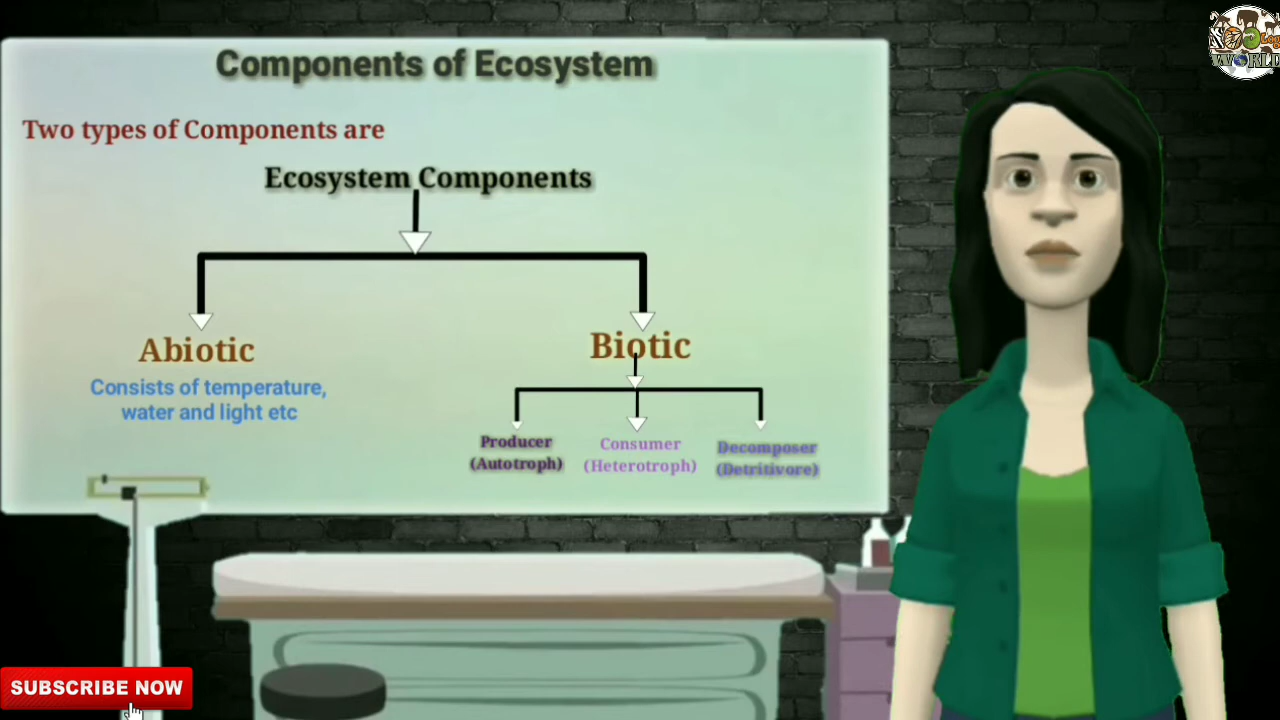 Components of Ecosystem
Two types of Components are
Ecosystem Components
Abiotic
Consists of temperature,
water and light etc
Biotic
Producer
(Autotroph)
Consumer
(Heterotroph)
Decomposer
(Detritivore)
WORLD
SUBSCRIBE NOW